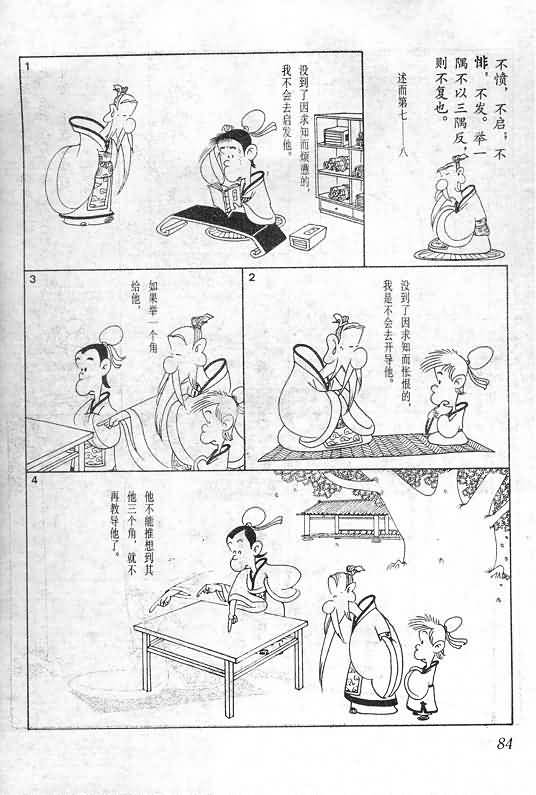 不愤，不启；不
悱，不发。举一
隅不以三隅反，
则不复也。
述而第七——八
1
没到了因求知而烦懑的，
我不会去启发他。
2
没到了因求知而怅恨的，
我是不会去开导他。
3
如果举一个角
给他，
4
他不能推想到其
他三个角，就不
再教导他了。
84